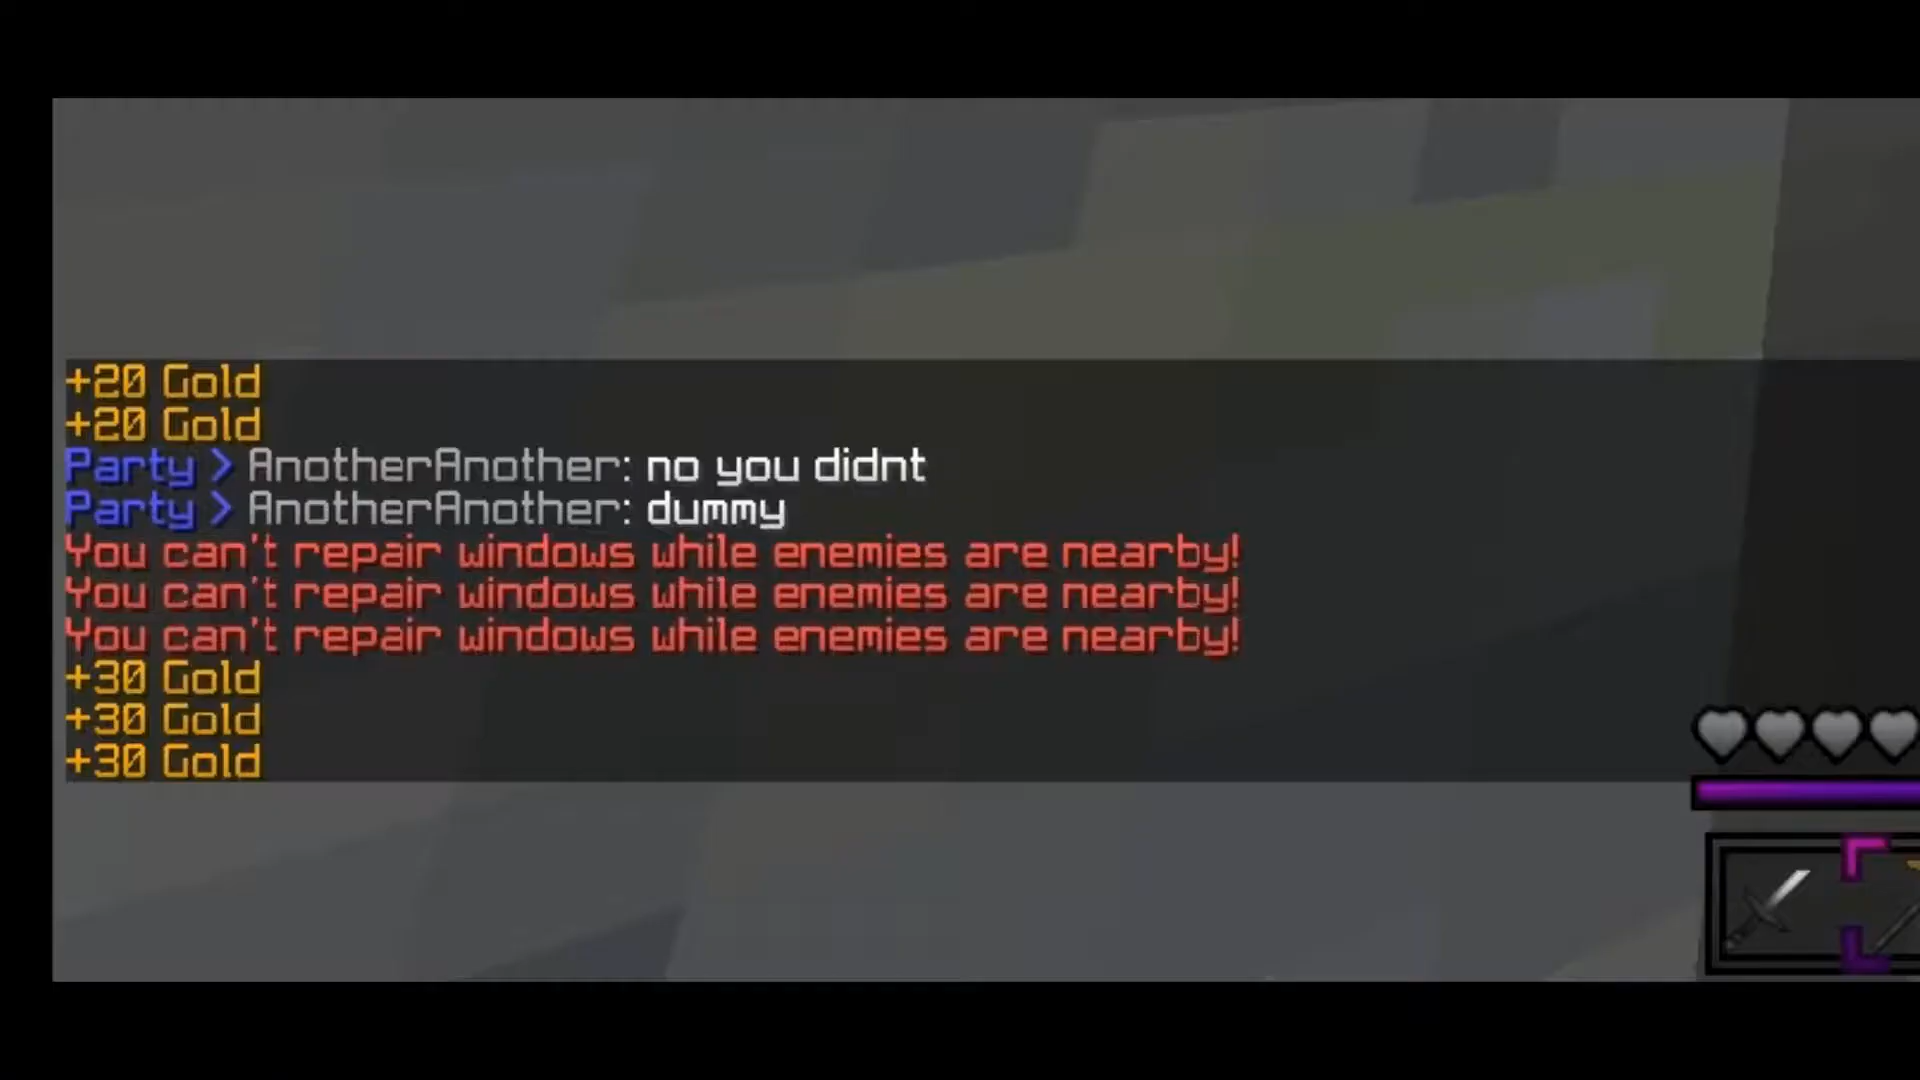 +20 Gold
+20 Gold
Party > AnotherAnother: no you didnt
Party > AnotherAnother: dummy
You can't repair windows while enemies are nearby!
You can't repair windows while enemies are nearby!
You can't repair windows while enemies are nearby!
+30 Gold
+30 Gold
+30 Gold